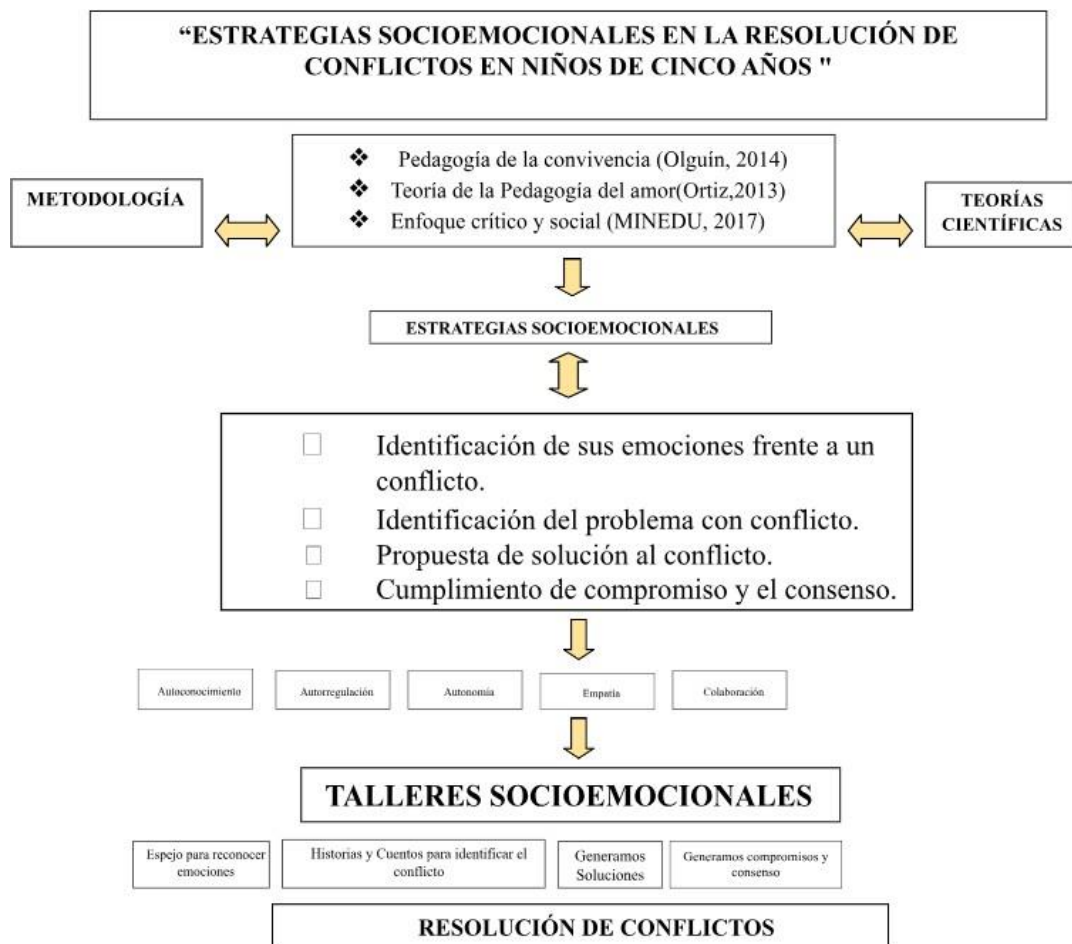 “ESTRATEGIAS SOCIOEMOCIONALES EN LA RESOLUCIÓN DE
CONFLICTOS EN NIÑOS DE CINCO AÑOS "
METODOLOGÍA
❖ Pedagogía de la convivencia (Olguín, 2014)
❖ Teoría de la Pedagogía del amor(Ortiz,2013)
❖ Enfoque crítico y social (MINEDU, 2017)
TEORÍAS
CIENTÍFICAS
ESTRATEGIAS SOCIOEMOCIONALES
Identificación de sus emociones frente a un
conflicto.
Identificación del problema con conflicto.
Propuesta de solución al conflicto.
Cumplimiento de compromiso y el consenso.
Autoconocimiento
Autorregulación
Autonomía
Empatía
Colaboración
TALLERES SOCIOEMOCIONALES
Espejo para reconocer
emociones
Historias y Cuentos para identificar el
conflicto
Generamos
Soluciones
Generamos compromisos y
consenso
RESOLUCIÓN DE CONFLICTOS